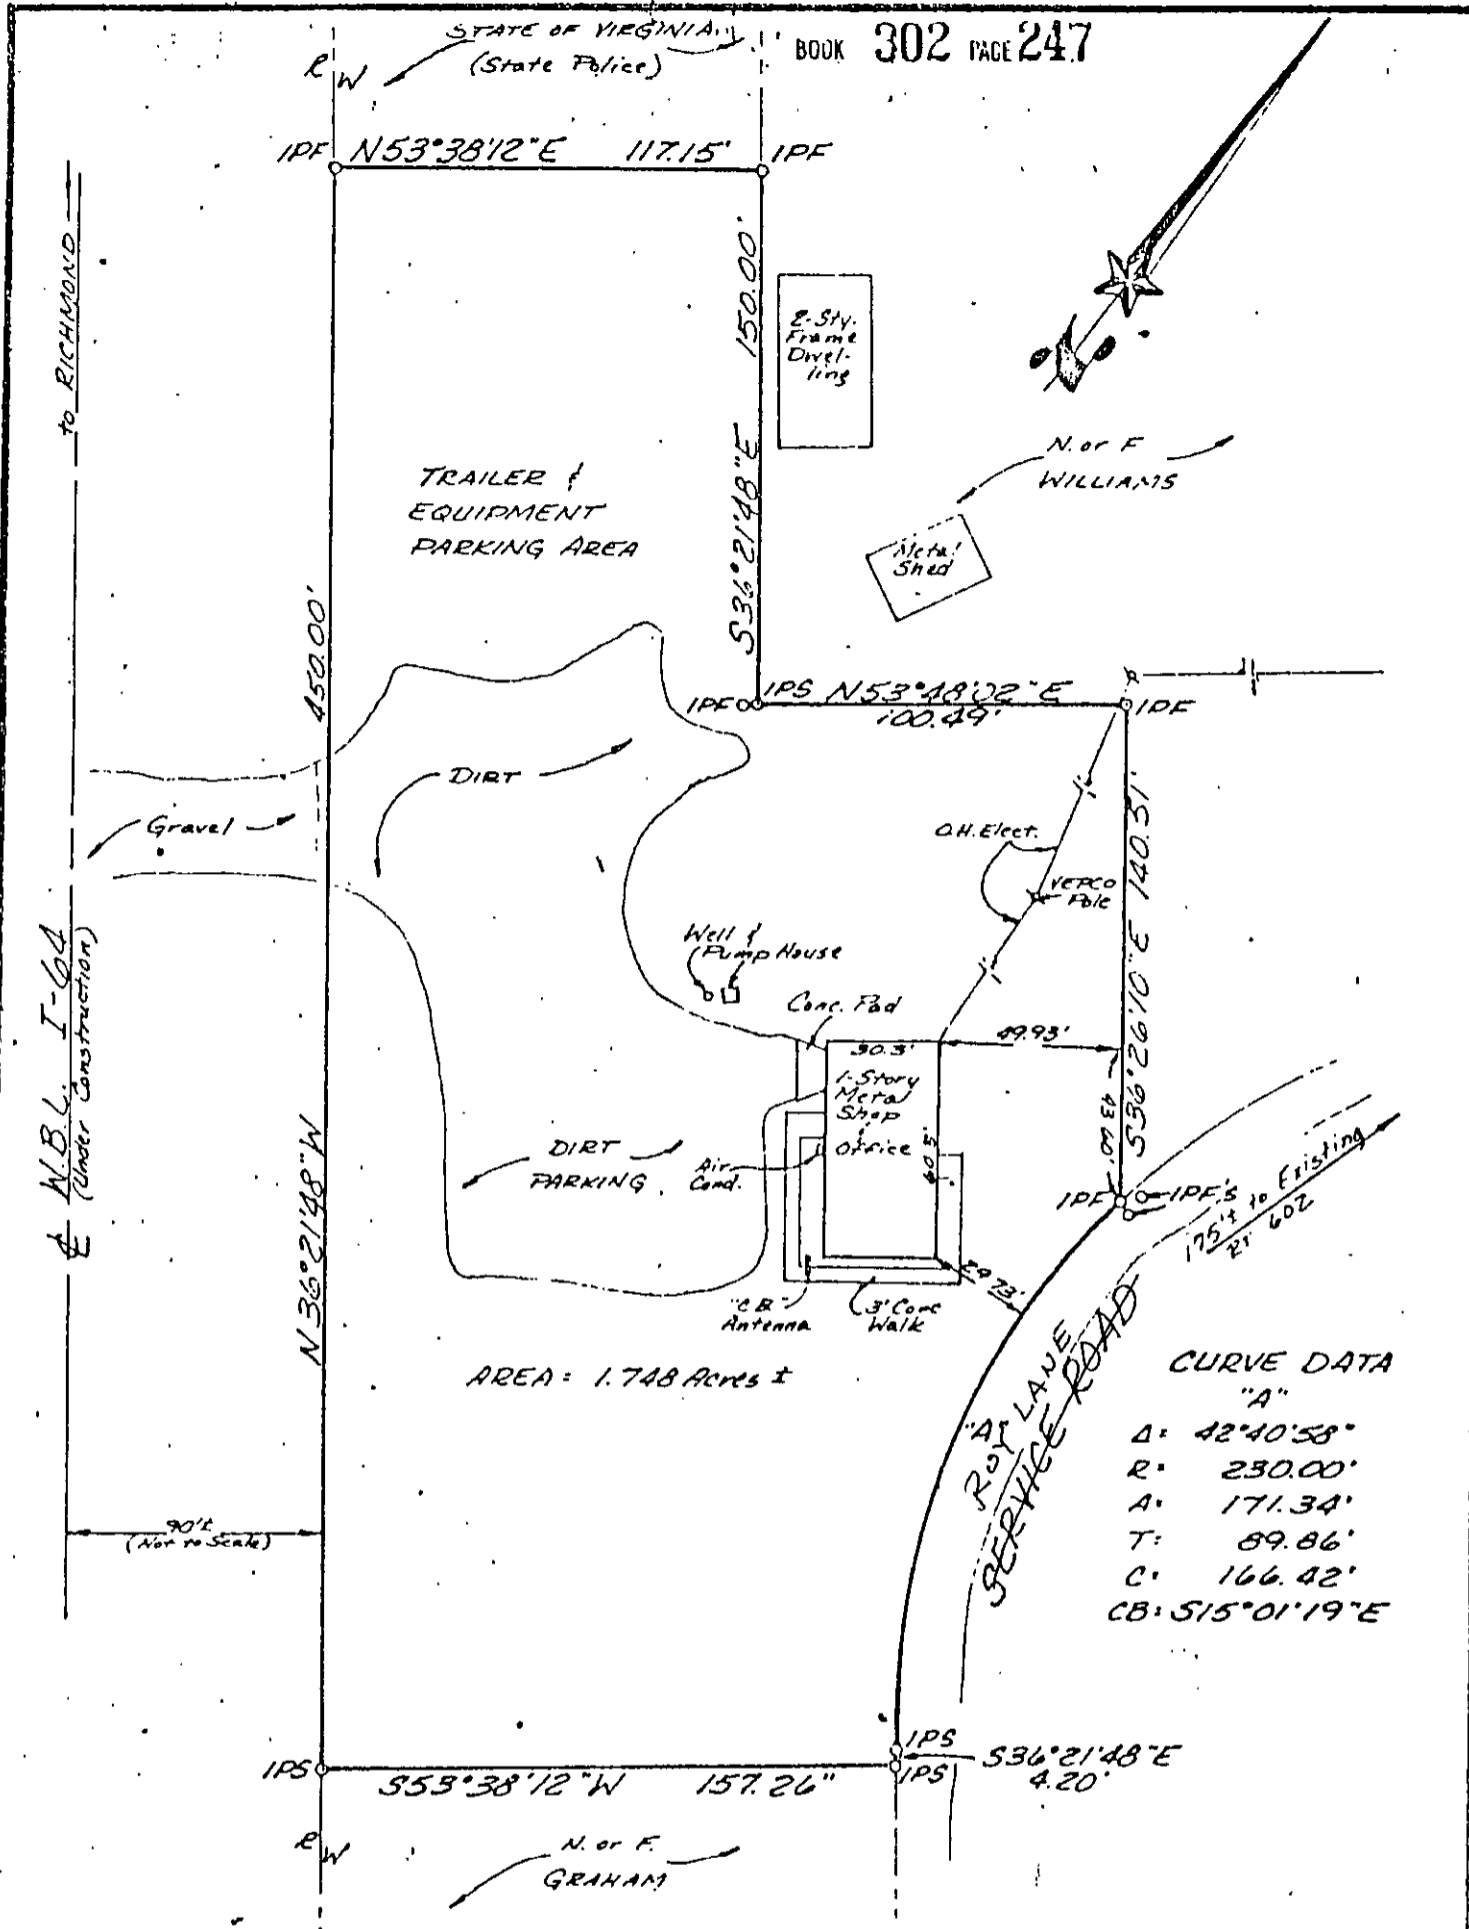 STATE OF VIRGINIA
(State Police)
BOOK 302 PAGE 247
R/W
IPF N53°38'12"E 117.15' IPF
to RICHMOND
S36°21'48"E 150.00'
2-Sty.
Frame
Dwel-
ling
N. or F
WILLIAMS
Metal
Shed
TRAILER &
EQUIPMENT
PARKING AREA
450.00'
IPF IPS N53°48'02"E
100.49'
IPF
DIRT
Gravel
O.H. Elect.
VEPCO
Pole
S36°26'10"E 140.51'
℄ W.B.L. I-64
(Under Construction)
Well &
Pump House
Conc. Pad
30.3'
49.93'
1-Story
Metal
Shop
&
Office
60.5'
43.60'
DIRT
PARKING
Air
Cond.
IPF
IPF's
175'± to Existing
Rt 602
N36°21'48"W
29.73'
"CB"
Antenna
3' Conc
Walk
AREA = 1.748 Acres ±
"A"
ROY LANE
SERVICE ROAD
CURVE DATA
"A"
Δ: 42°40'58"
R: 230.00'
A: 171.34'
T: 89.86'
C: 166.42'
CB: S15°01'19"E
90'±
(Not to Scale)
IPS
IPS S53°38'12"W 157.26" IPS
S36°21'48"E
4.20'
R/W
N. or F.
GRAHAM